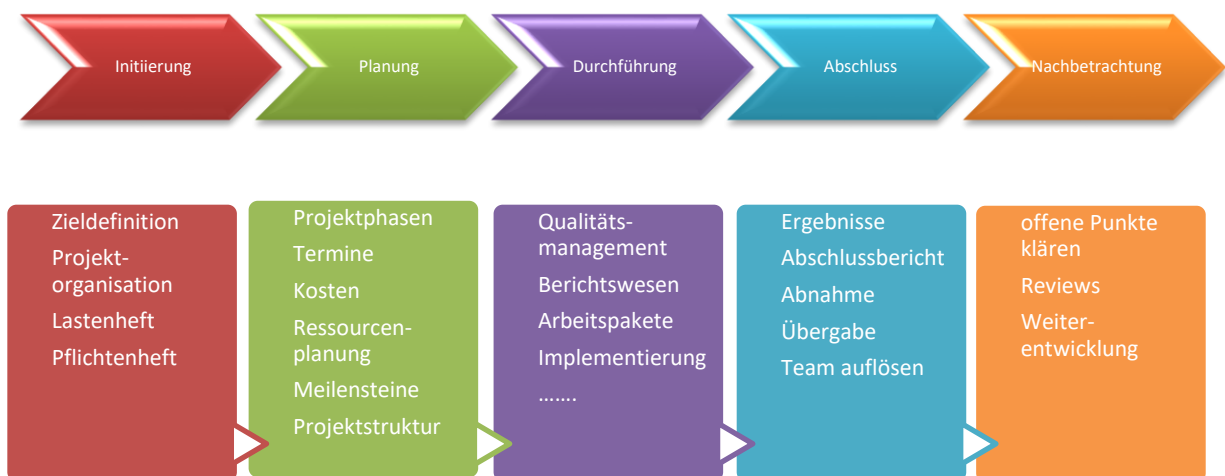 Initiierung
Planung
Durchführung
Abschluss
Nachbetrachtung
Zieldefinition
Projekt-
organisation
Lastenheft
Pflichtenheft
Projektphasen
Termine
Kosten
Ressourcen-
planung
Meilensteine
Projektstruktur
Qualitäts-
management
Berichtswesen
Arbeitspakete
Implementierung
…….
Ergebnisse
Abschlussbericht
Abnahme
Übergabe
Team auflösen
offene Punkte
klären
Reviews
Weiter-
entwicklung